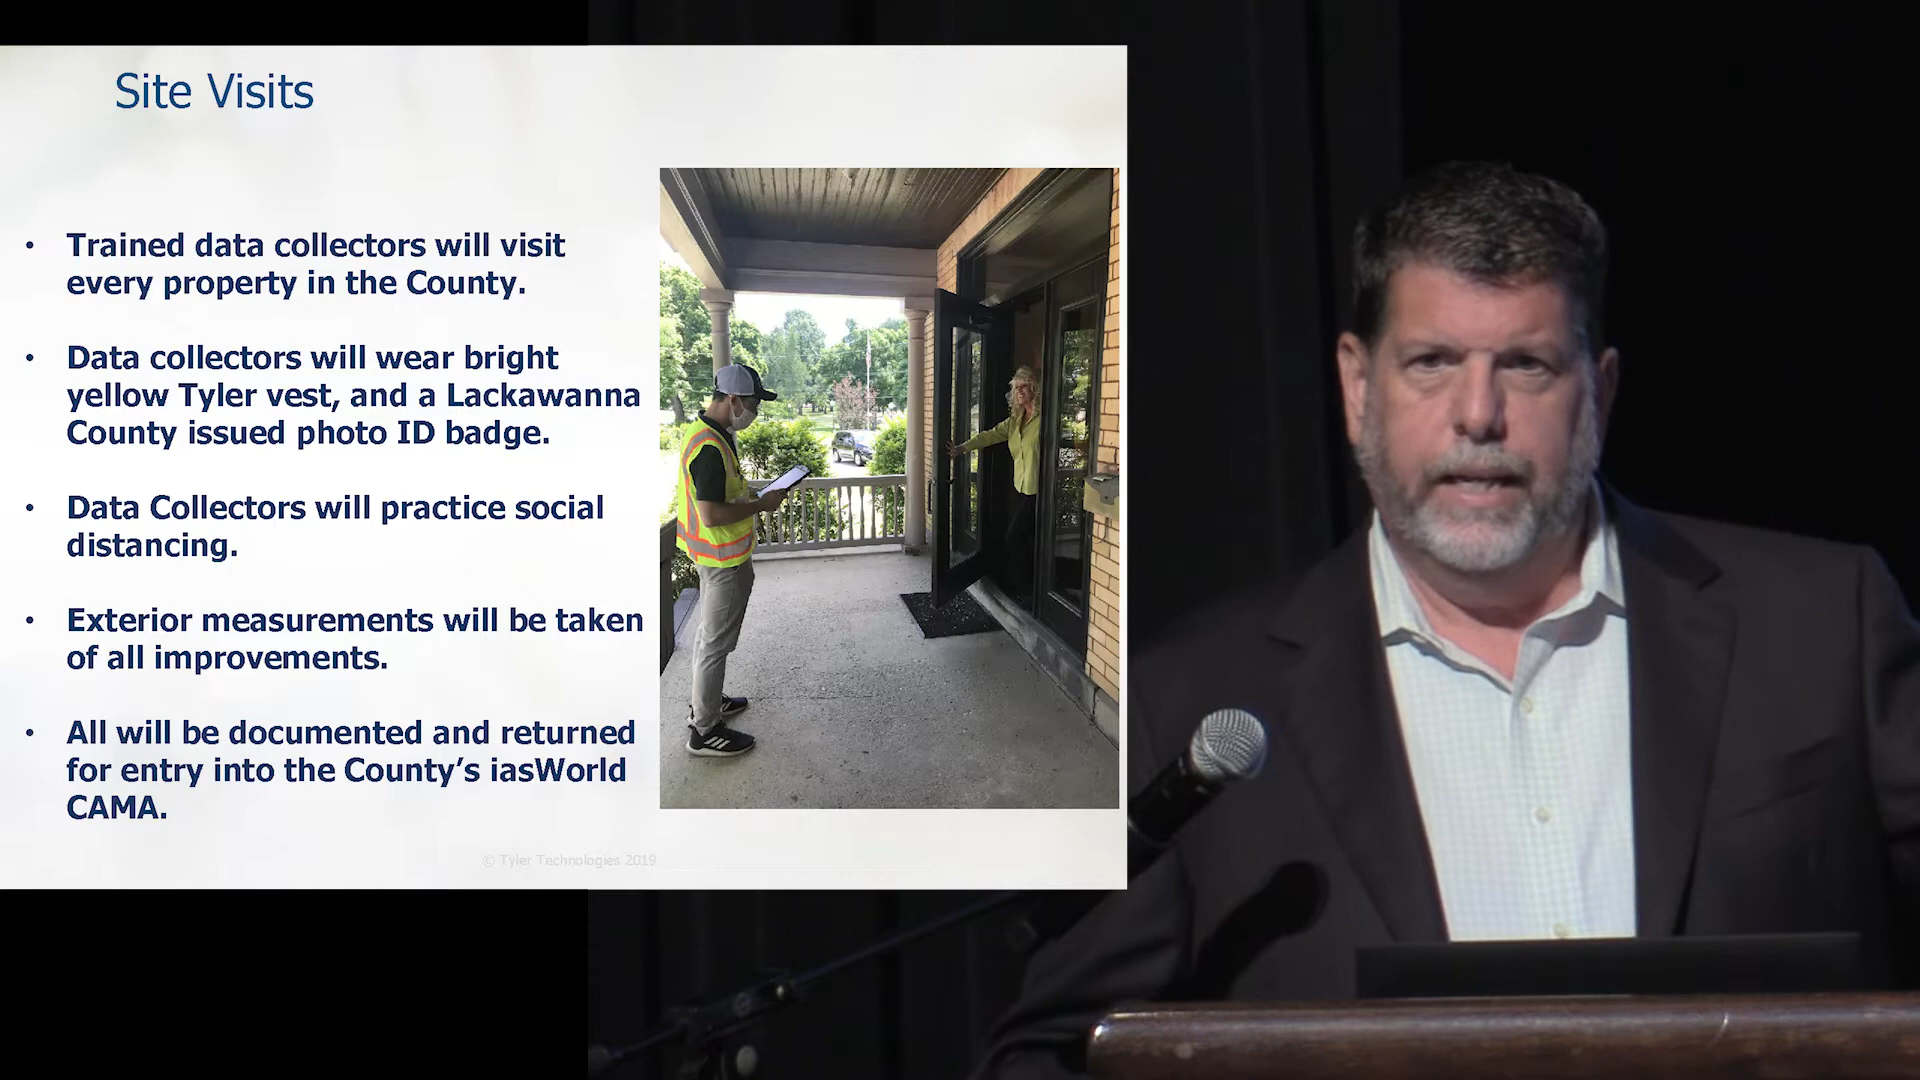 Site Visits
• Trained data collectors will visit
every property in the County.
• Data collectors will wear bright
yellow Tyler vest, and a Lackawanna
County issued photo ID badge.
• Data Collectors will practice social
distancing.
• Exterior measurements will be taken
of all improvements.
• All will be documented and returned
for entry into the County’s iasWorld
CAMA.
© Tyler Technologies 2019